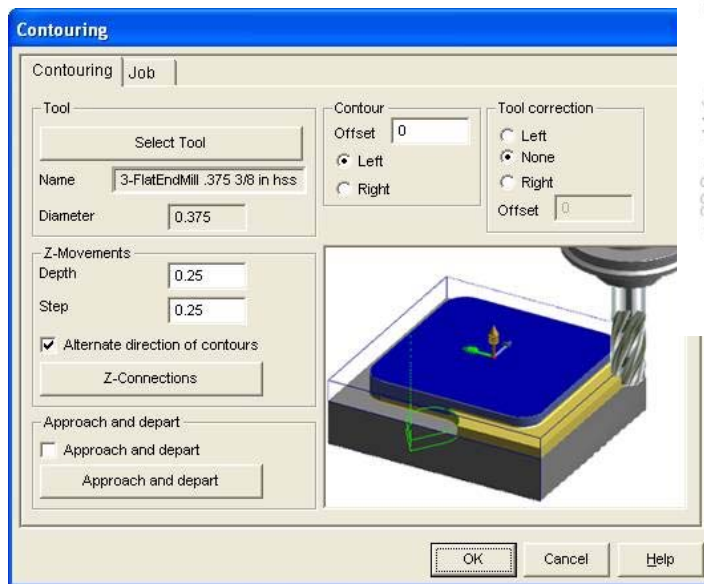 Contouring
Contouring
Job
Tool
Select Tool
Name 3-FlatEndMill .375 3/8 in hss
Diameter 0.375
Contour
Offset 0
Left
Right
Tool correction
Left
None
Right
Offset 0
Z-Movements
Depth 0.25
Step 0.25
Alternate direction of contours
Z-Connections
Approach and depart
Approach and depart
Approach and depart
OK
Cancel
Help